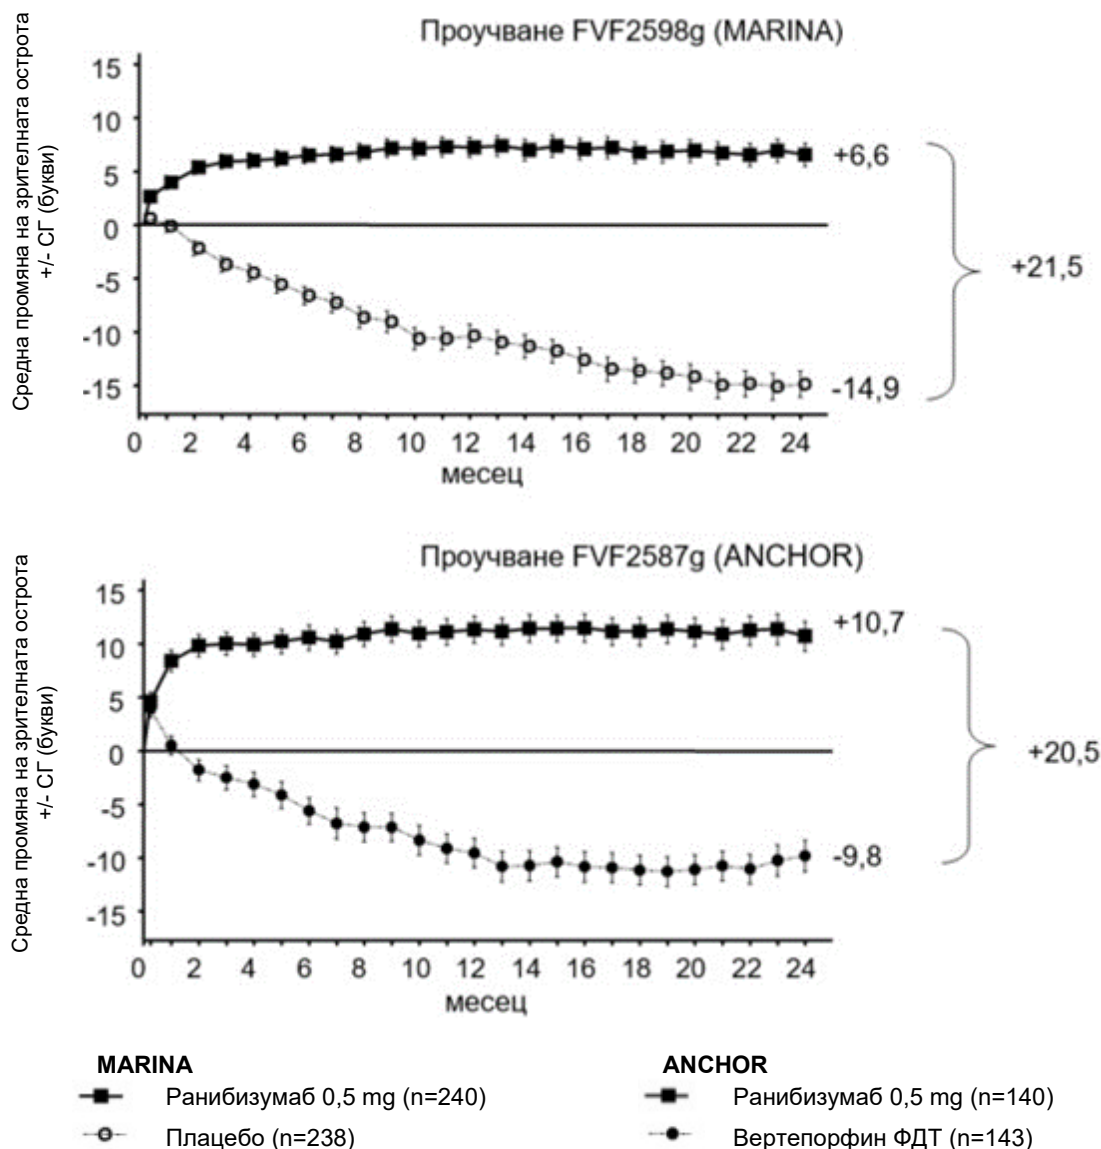 Проучване FVF2598g (MARINA)
Средна промяна на зрителната острота
+/- СГ (букви)
15
10
5
0
-5
-10
-15
+6,6
+21,5
-14,9
0 2 4 6 8 10 12 14 16 18 20 22 24
месец
Проучване FVF2587g (ANCHOR)
Средна промяна на зрителната острота
+/- СГ (букви)
15
10
5
0
-5
-10
-15
+10,7
+20,5
-9,8
0 2 4 6 8 10 12 14 16 18 20 22 24
месец
MARINA
Ранибизумаб 0,5 mg (n=240)
Плацебо (n=238)
ANCHOR
Ранибизумаб 0,5 mg (n=140)
Вертепорфин ФДТ (n=143)